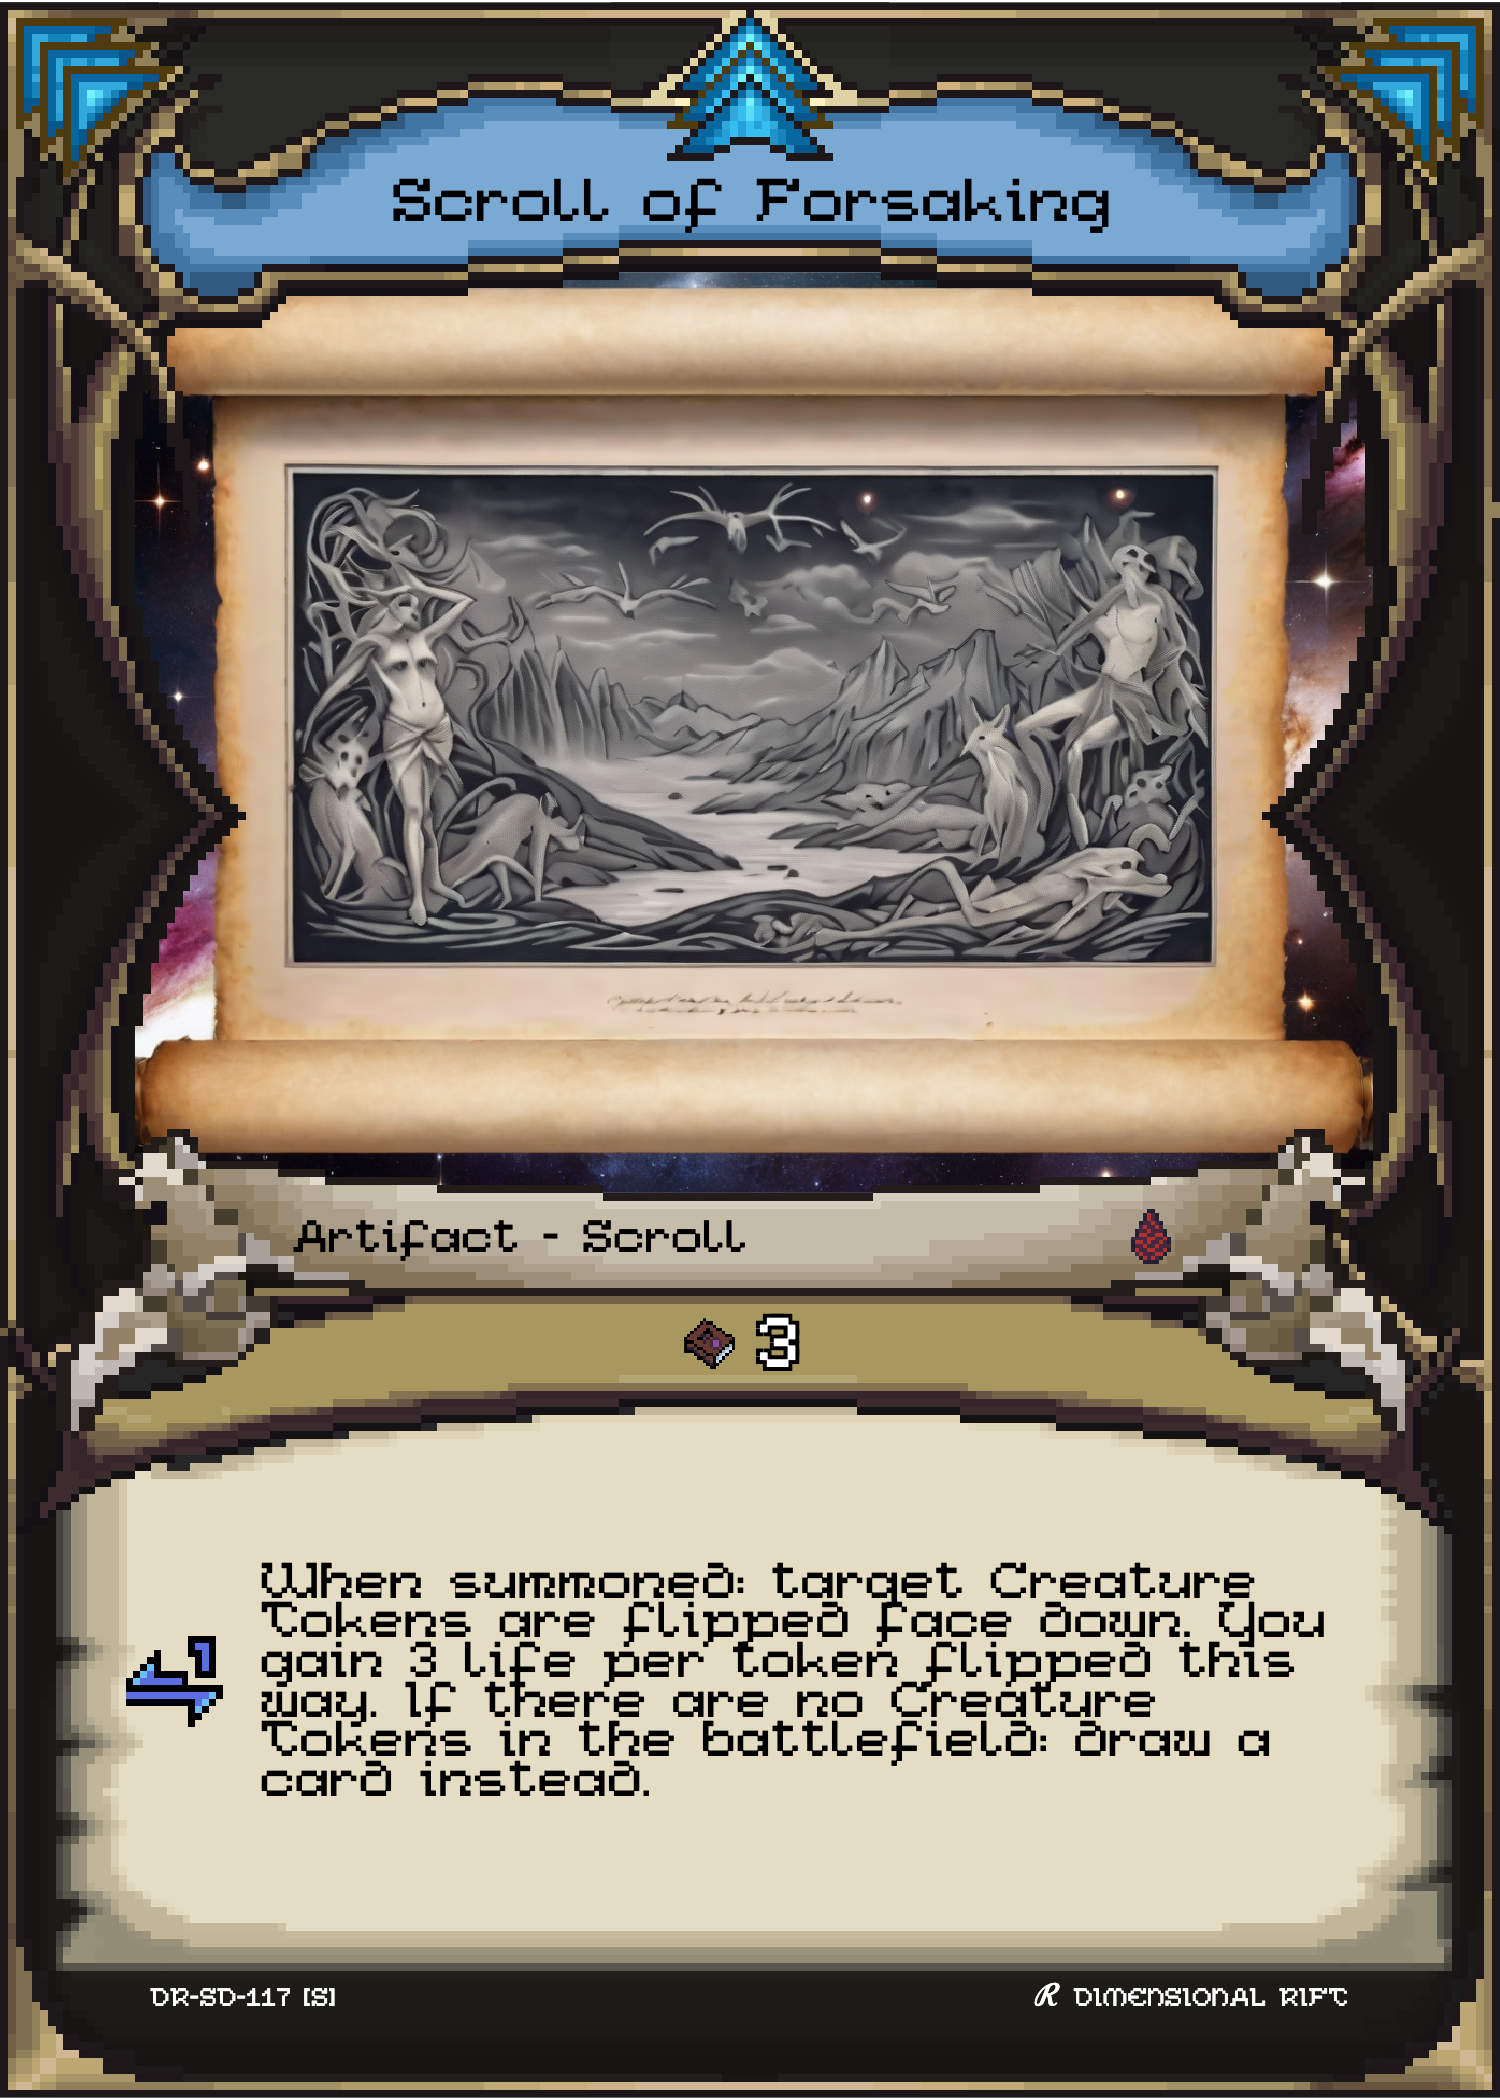 Scroll of Forsaking
Artifact - Scroll
3
When summoned: target Creature
Tokens are flipped face down. You
gain 3 life per token flipped this
way. If there are no Creature
Tokens in the battlefield: draw a
card instead.
1
DR-SD-117 [S]
R DIMENSIONAL RIFT